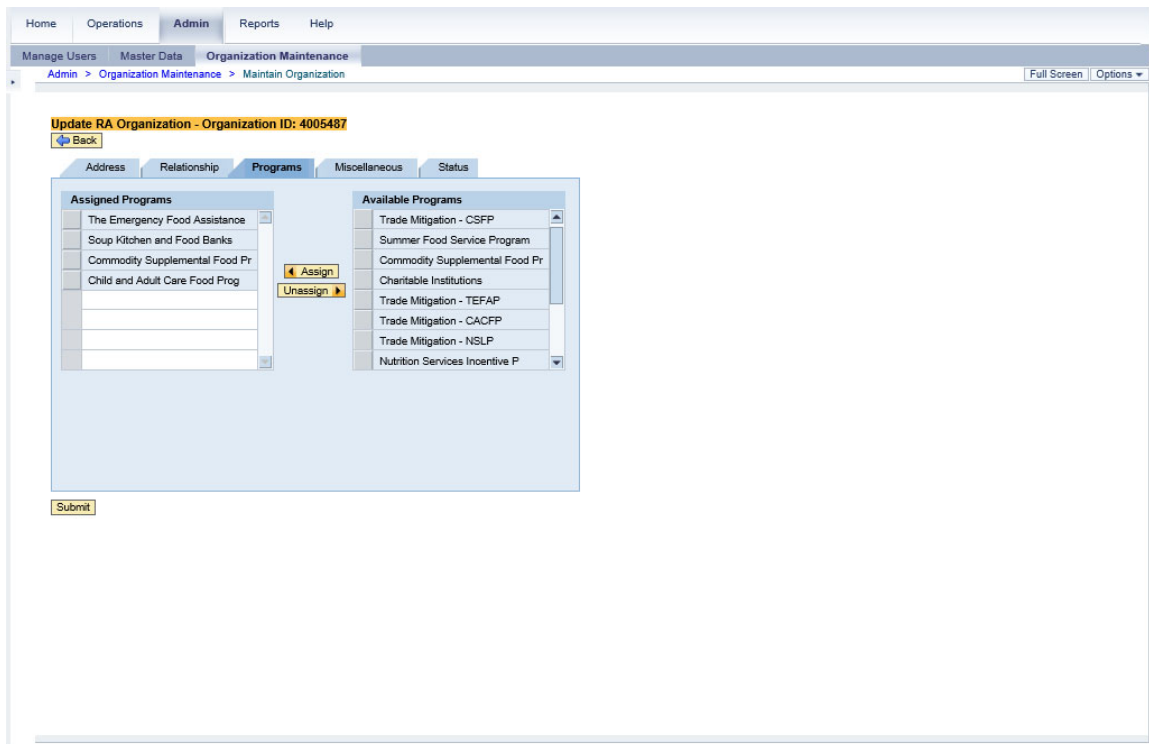 Home Operations Admin Reports Help
Manage Users Master Data Organization Maintenance
Admin > Organization Maintenance > Maintain Organization Full Screen Options
Update RA Organization - Organization ID: 4005487
Back
Address Relationship Programs Miscellaneous Status
Assigned Programs Available Programs
The Emergency Food Assistance Trade Mitigation - CSFP
Soup Kitchen and Food Banks Summer Food Service Program
Commodity Supplemental Food Pr Commodity Supplemental Food Pr
Assign
Child and Adult Care Food Prog Charitable Institutions
Unassign
Trade Mitigation - TEFAP
Trade Mitigation - CACFP
Trade Mitigation - NSLP
Nutrition Services Incentive P
Submit